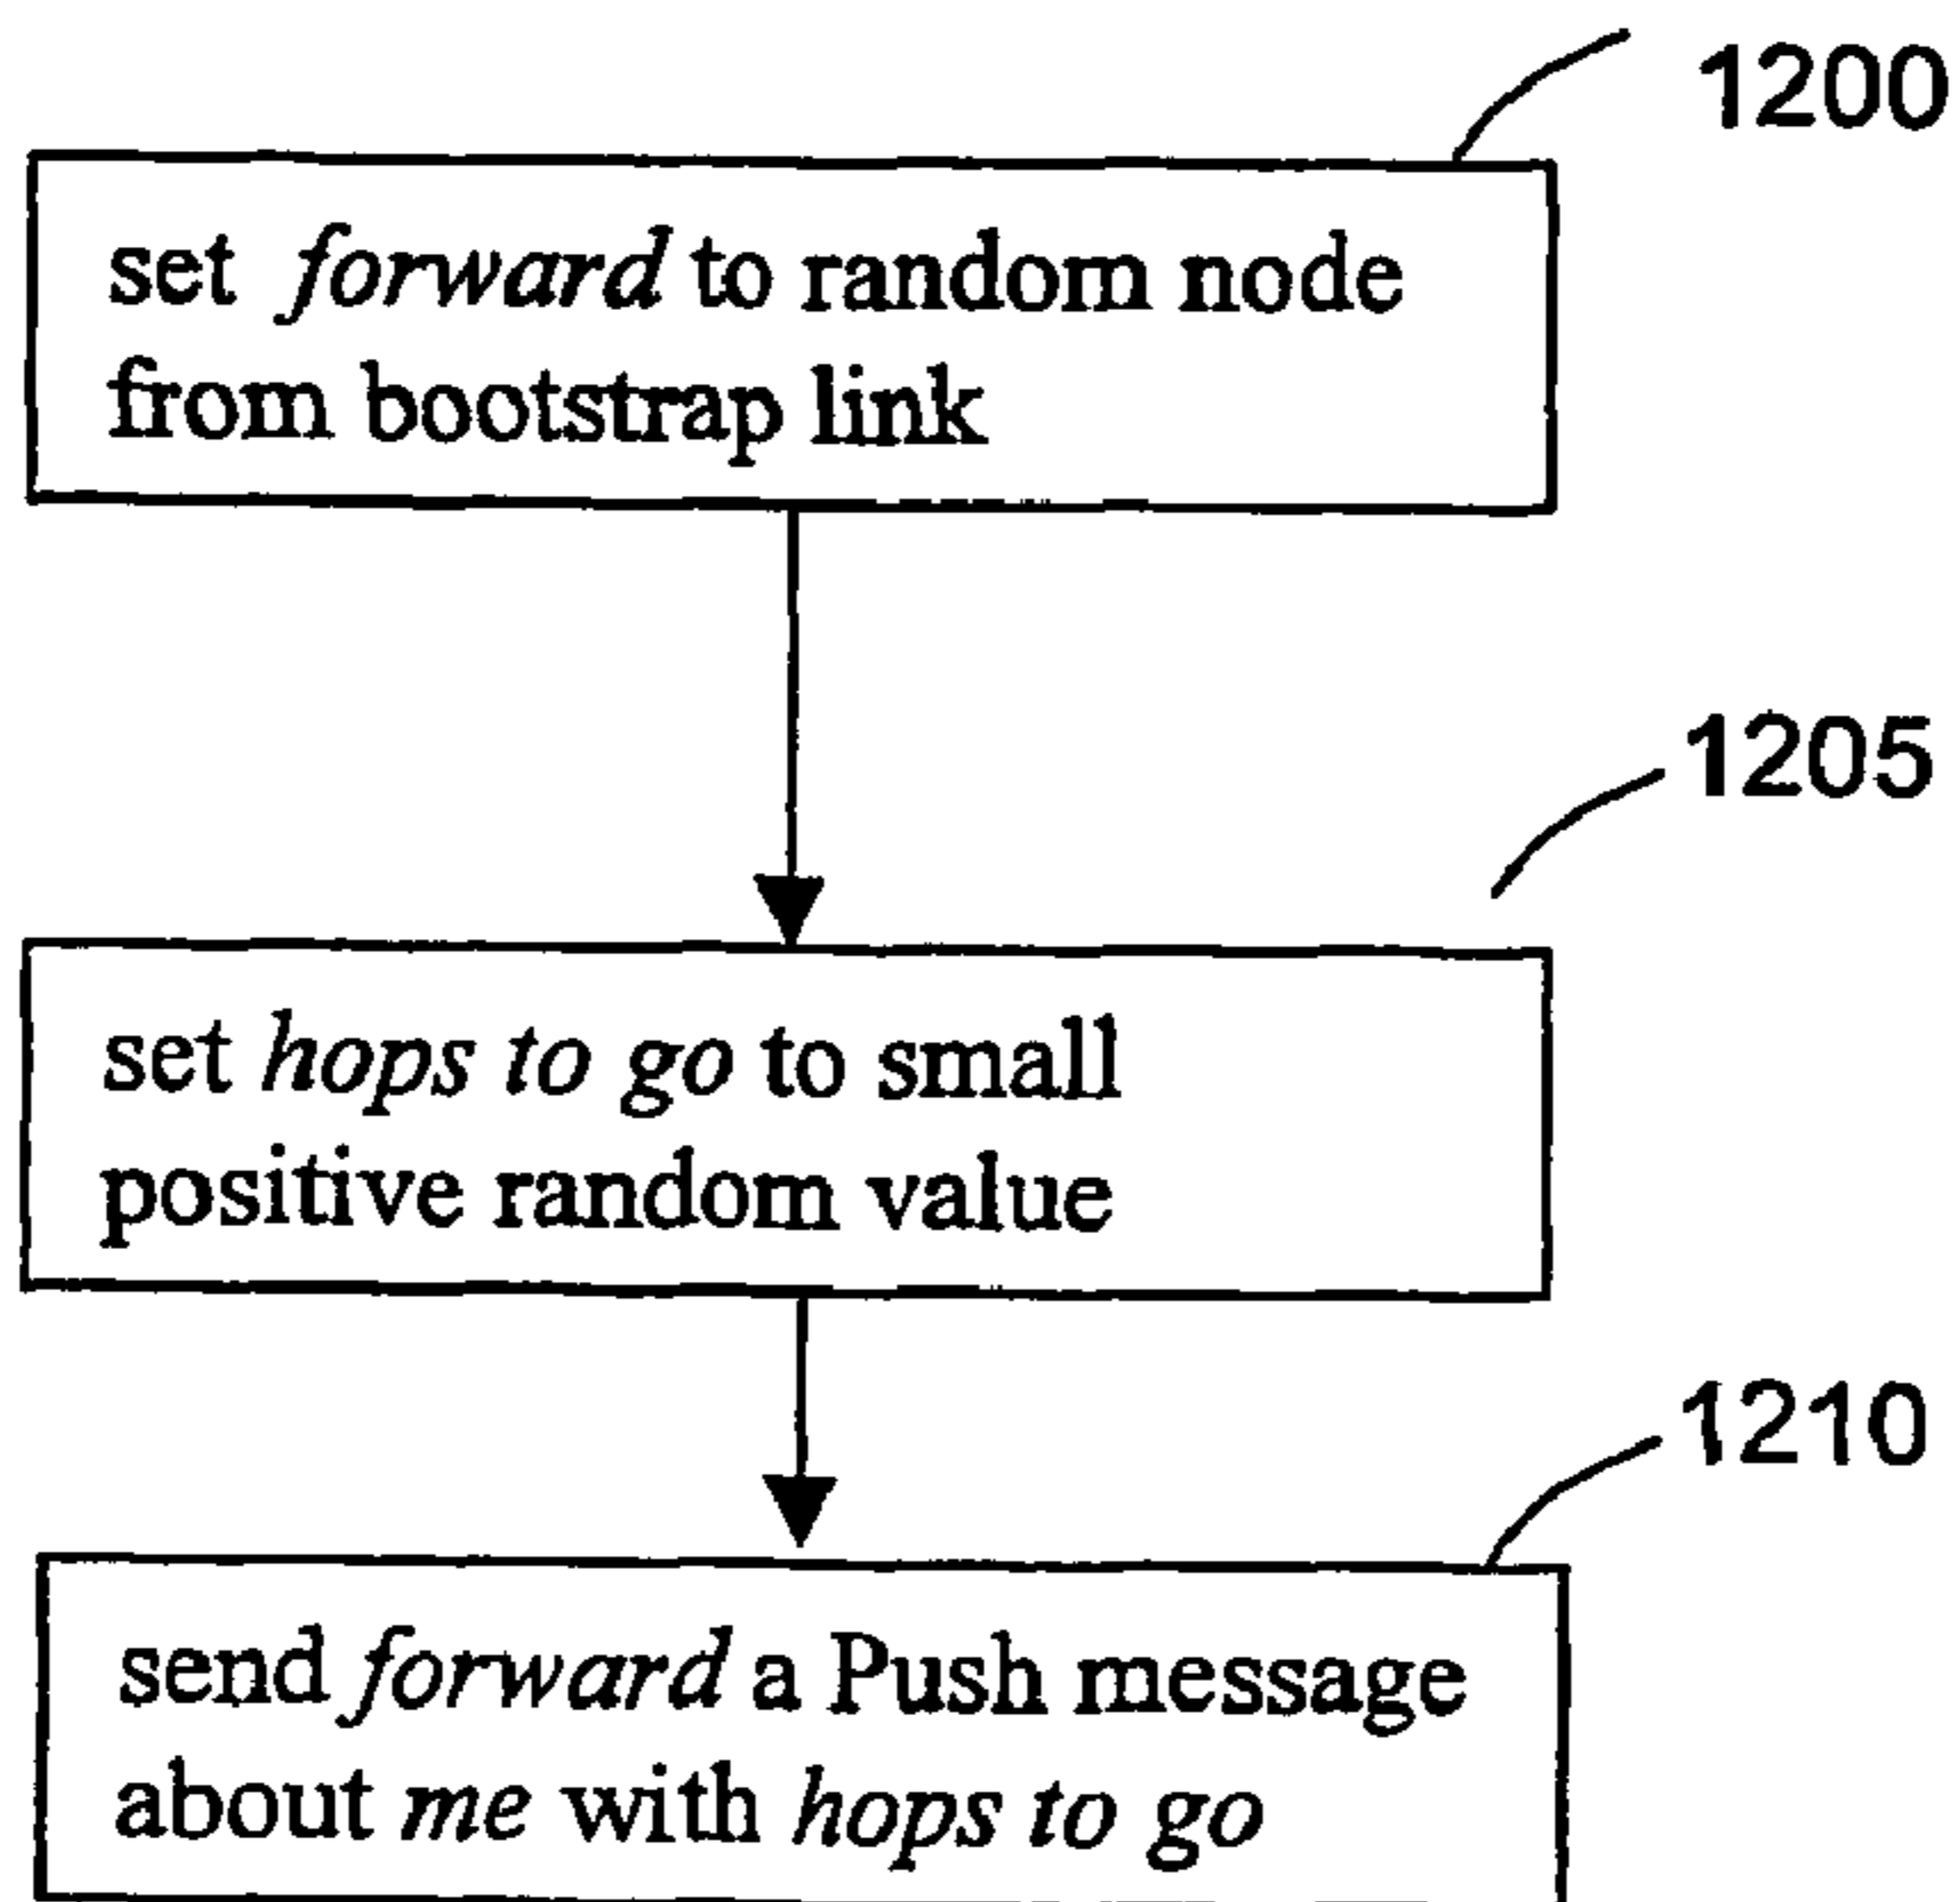 1200
set forward to random node
from bootstrap link
1205
set hops to go to small
positive random value
1210
send forward a Push message
about me with hops to go